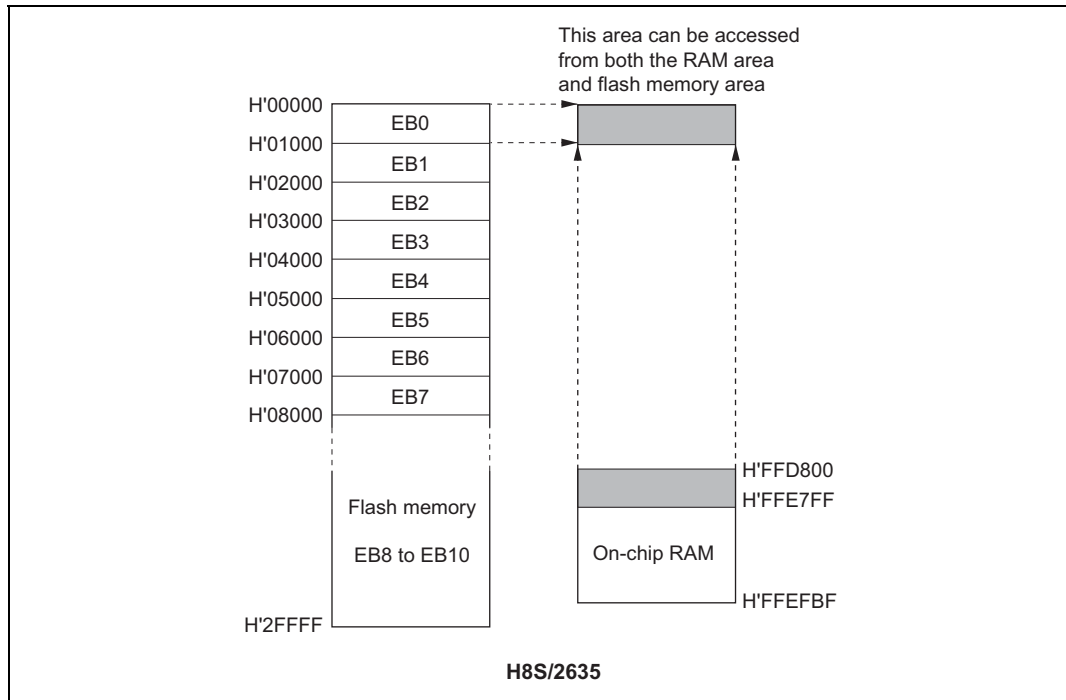 This area can be accessed
from both the RAM area
and flash memory area
H'00000
EB0
H'01000
EB1
H'02000
EB2
H'03000
EB3
H'04000
EB4
H'05000
EB5
H'06000
EB6
H'07000
EB7
H'08000
H'FFD800
Flash memory
H'FFE7FF
EB8 to EB10
On-chip RAM
H'FFEFBF
H'2FFFF
H8S/2635